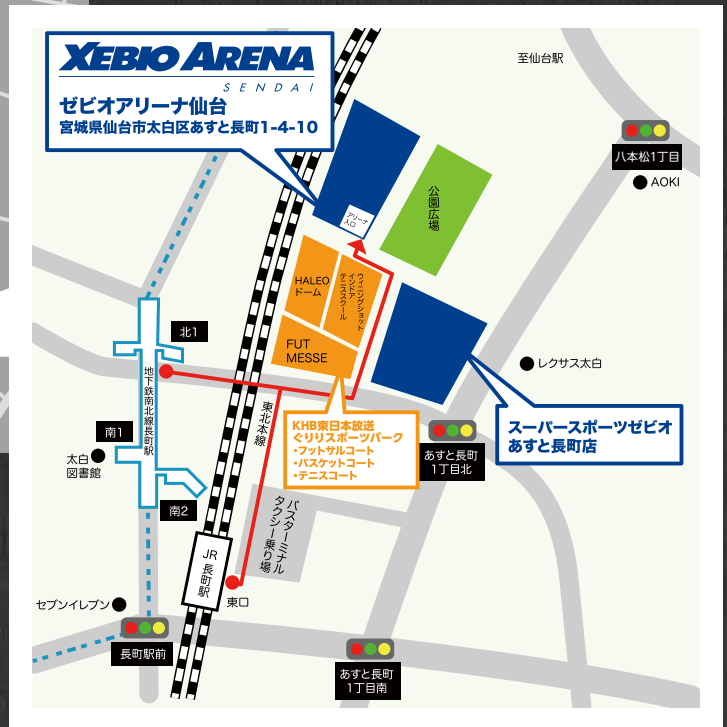 XEBIO ARENA
SENDAI
ゼビオアリーナ仙台
宮城県仙台市太白区あすと長町1-4-10
至仙台駅
八本松1丁目
AOKI
公園広場
アリーナ
入口
HALEO
ドーム
ウィニングショット
インドア
テニススクール
FUT
MESSE
北1
地下鉄南北線長町駅
レクサス太白
東北本線
KHB東日本放送
ぐりりスポーツパーク
・フットサルコート
・バスケットコート
・テニスコート
スーパースポーツゼビオ
あすと長町店
南1
太白
図書館
あすと長町
1丁目北
南2
バスターミナル
タクシー乗り場
JR
長町駅
東口
セブンイレブン
長町駅前
あすと長町
1丁目南